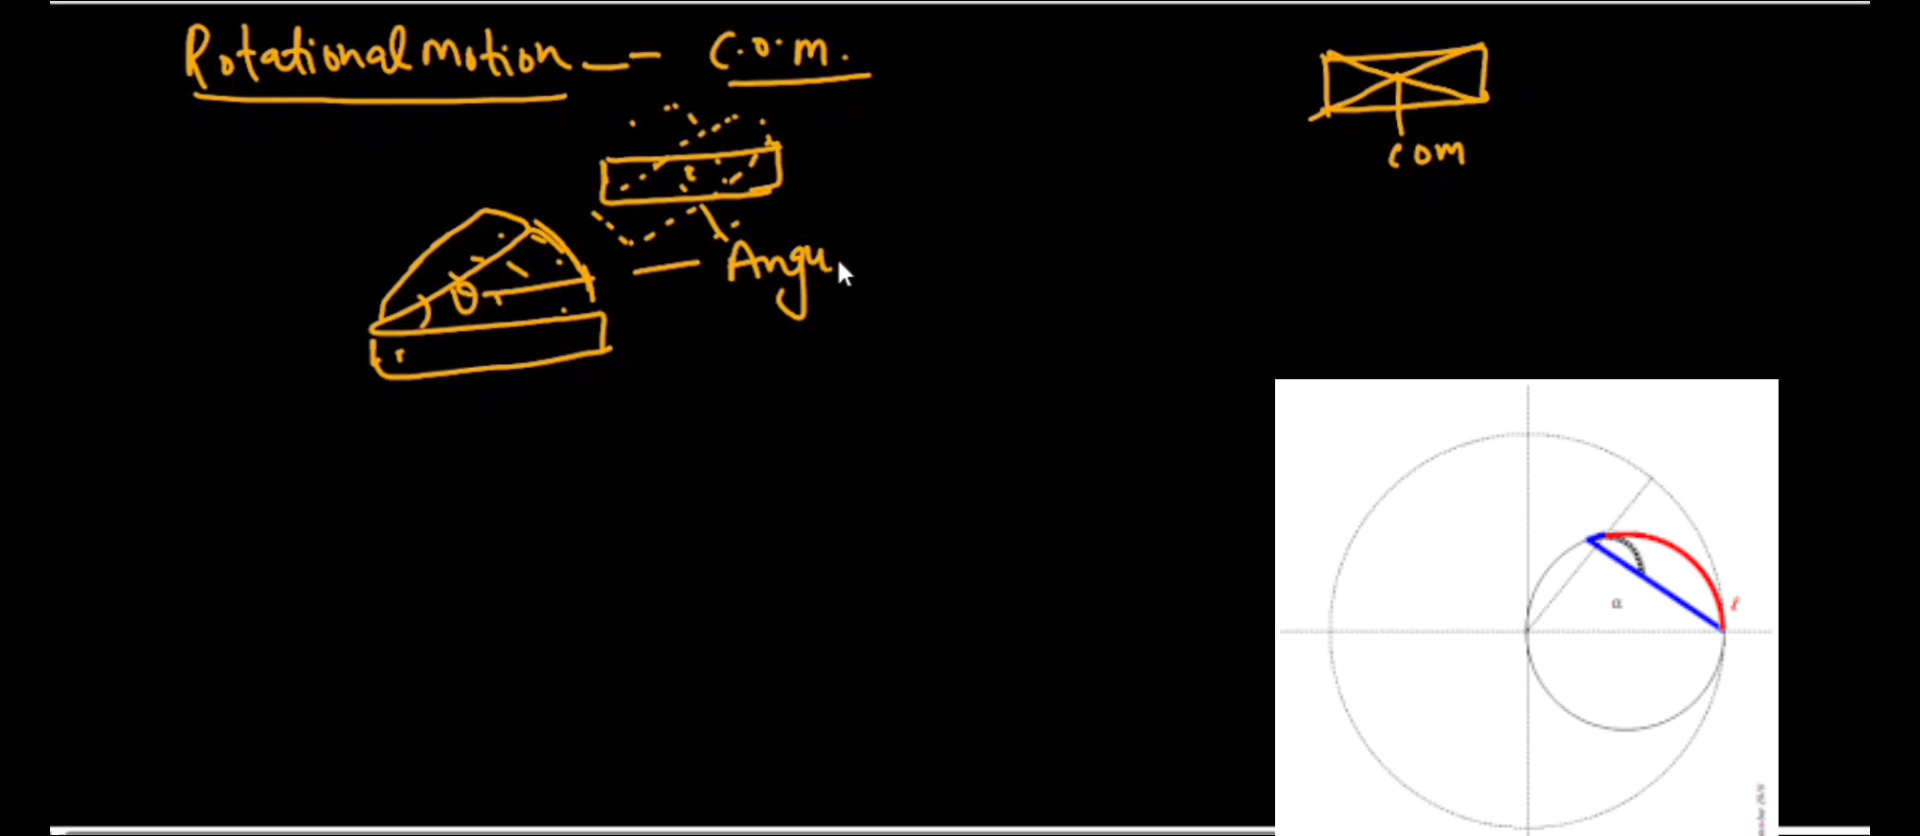 Rotational Motion — C.O.M.
COM
θ
— Angu
a